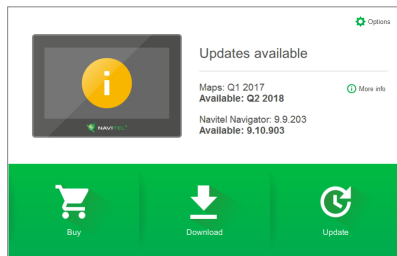 Options
Updates available
Maps: Q1 2017
Available: Q2 2018
More info
Navitel Navigator: 9.9.203
Available: 9.10.903
NAVITEL
Buy
Download
Update